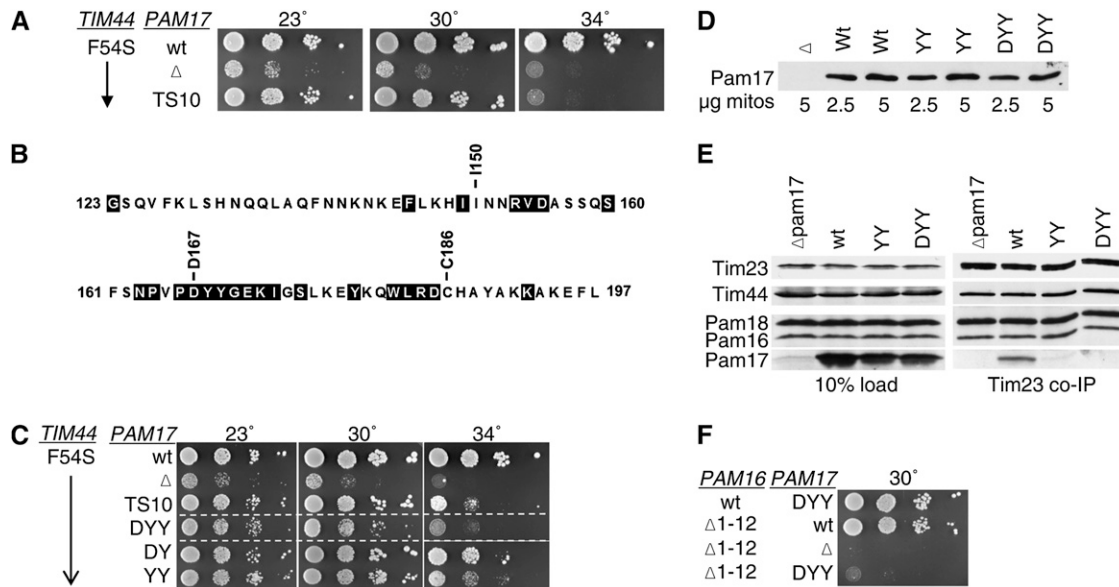 A
TIM44 PAM17 23° 30° 34°
F54S wt
Δ
TS10
B
I150
123 GSQVFKLSHNQQLAQFNNKNKEFLKHIINNRVDASSQS 160
D167 C186
161 FSNPVPDYYGEKIGSLKEYKQWLRDCHAYAKKAKEFL 197
C
TIM44 PAM17 23° 30° 34°
F54S wt
Δ
TS10
DYY
DY
YY
D
Δ Wt Wt YY YY DYY DYY
Pam17
µg mitos 5 2.5 5 2.5 5 2.5 5
E
Δpam17 wt YY DYY Δpam17 wt YY DYY
Tim23
Tim44
Pam18
Pam16
Pam17
10% load Tim23 co-IP
F
PAM16 PAM17 30°
wt DYY
Δ1-12 wt
Δ1-12 Δ
Δ1-12 DYY